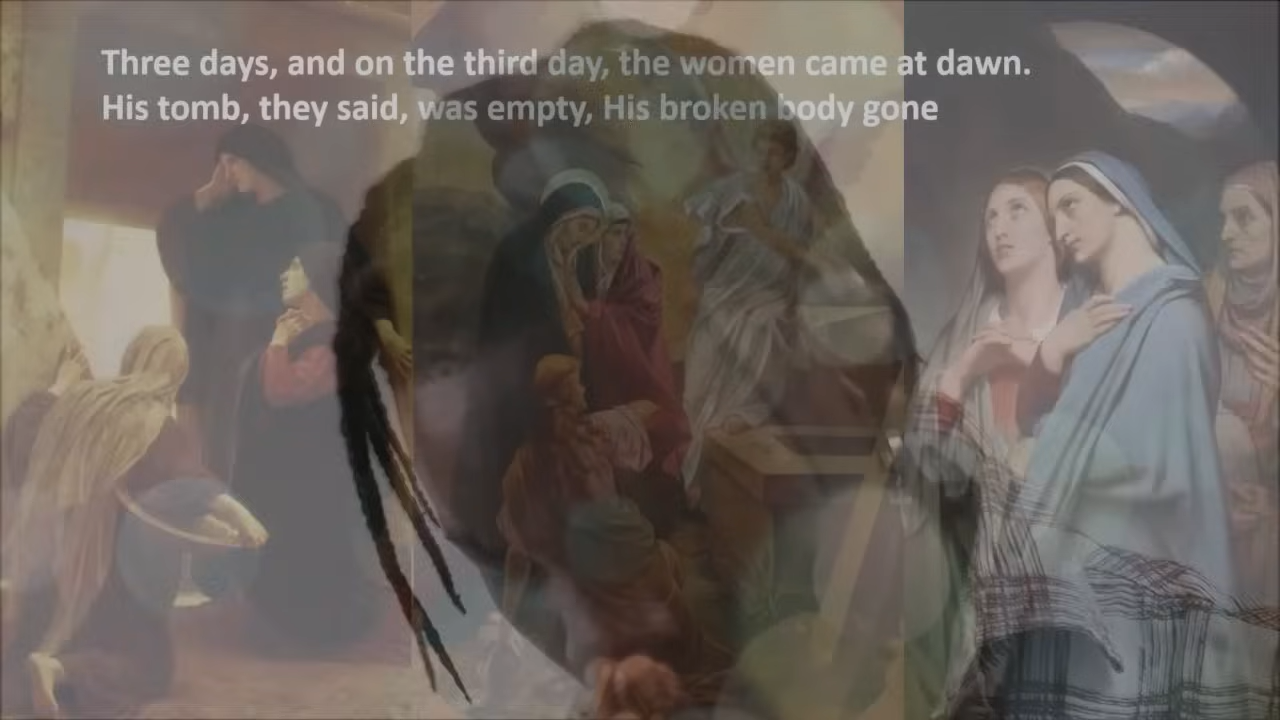 Three days, and on the third day, the women came at dawn.
His tomb, they said, was empty, His broken body gone